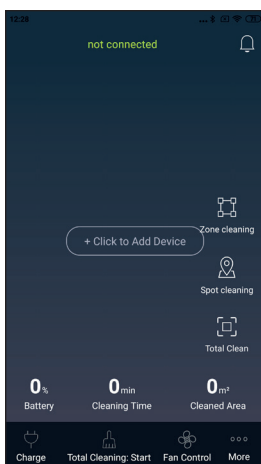 12:28
not connected
+ Click to Add Device
Zone cleaning
Spot cleaning
Total Clean
0% 0min 0m²
Battery Cleaning Time Cleaned Area
Charge Total Cleaning: Start Fan Control More